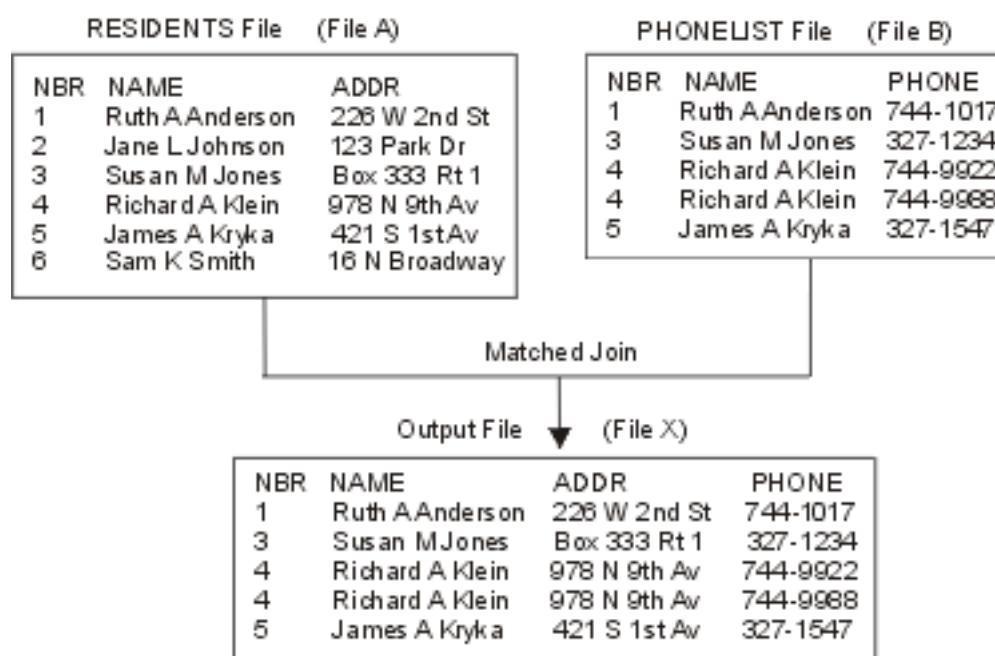 RESIDENTS File (File A)
NBR NAME ADDR
1 Ruth A Anderson 226 W 2nd St
2 Jane L Johnson 123 Park Dr
3 Susan M Jones Box 333 Rt 1
4 Richard A Klein 978 N 9th Av
5 James A Kryka 421 S 1st Av
6 Sam K Smith 16 N Broadway
PHONELIST File (File B)
NBR NAME PHONE
1 Ruth A Anderson 744-1017
3 Susan M Jones 327-1234
4 Richard A Klein 744-9922
4 Richard A Klein 744-9988
5 James A Kryka 327-1547
Matched Join
Output File (File X)
NBR NAME ADDR PHONE
1 Ruth A Anderson 226 W 2nd St 744-1017
3 Susan M Jones Box 333 Rt 1 327-1234
4 Richard A Klein 978 N 9th Av 744-9922
4 Richard A Klein 978 N 9th Av 744-9988
5 James A Kryka 421 S 1st Av 327-1547